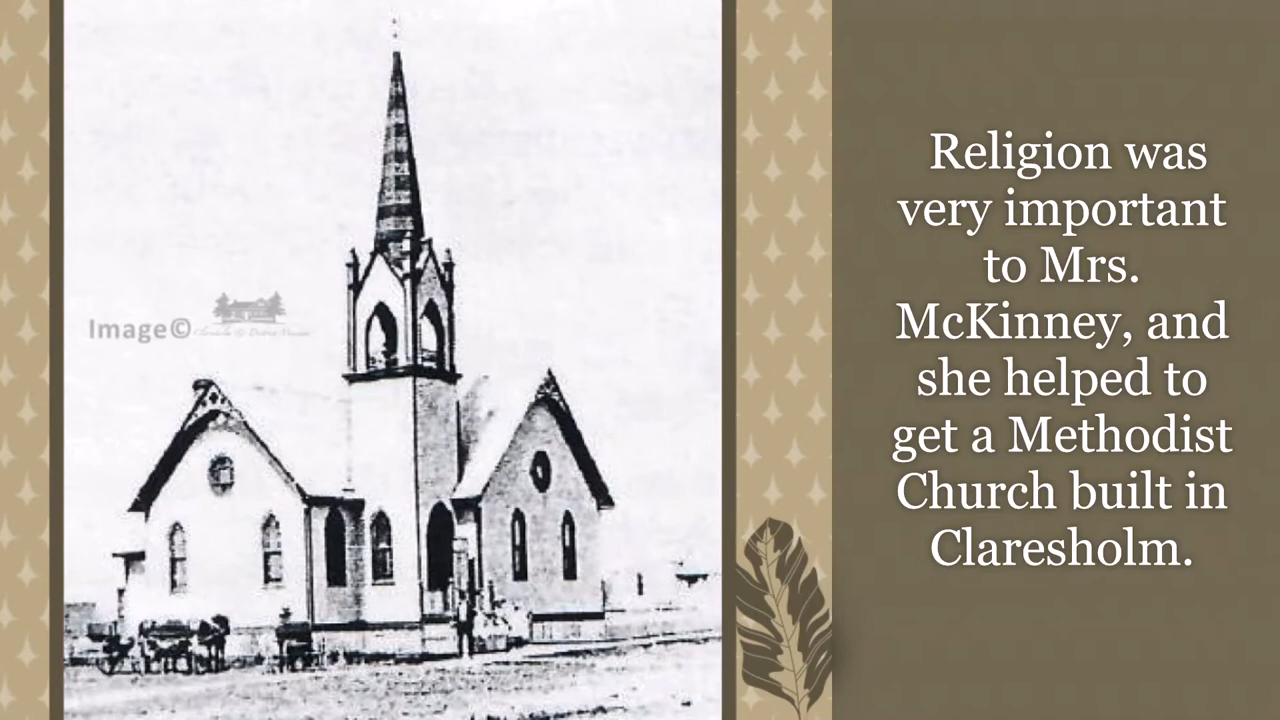 Image©
Religion was
very important
to Mrs.
McKinney, and
she helped to
get a Methodist
Church built in
Claresholm.